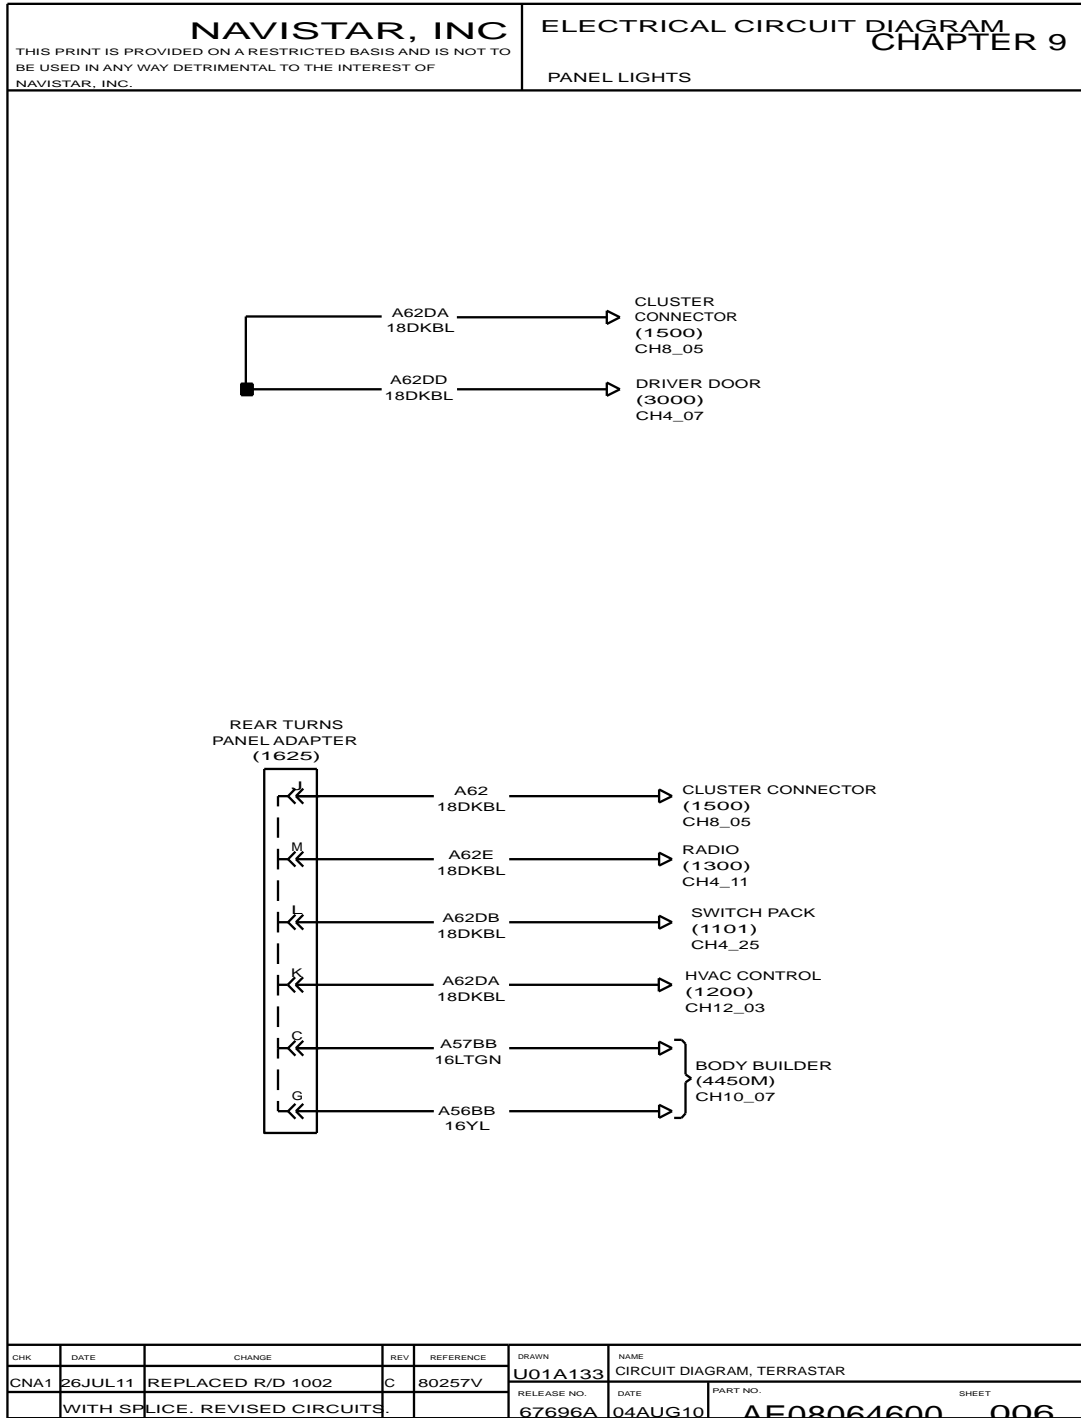 NAVISTAR, INC
THIS PRINT IS PROVIDED ON A RESTRICTED BASIS AND IS NOT TO
BE USED IN ANY WAY DETRIMENTAL TO THE INTEREST OF
NAVISTAR, INC.
ELECTRICAL CIRCUIT DIAGRAM
CHAPTER 9
PANEL LIGHTS
A62DA
18DKBL
CLUSTER
CONNECTOR
(1500)
CH8_05
A62DD
18DKBL
DRIVER DOOR
(3000)
CH4_07
REAR TURNS
PANEL ADAPTER
(1625)
J
A62
18DKBL
CLUSTER CONNECTOR
(1500)
CH8_05
M
A62E
18DKBL
RADIO
(1300)
CH4_11
L
A62DB
18DKBL
SWITCH PACK
(1101)
CH4_25
K
A62DA
18DKBL
HVAC CONTROL
(1200)
CH12_03
C
A57BB
16LTGN
G
A56BB
16YL
BODY BUILDER
(4450M)
CH10_07
CHK DATE CHANGE REV REFERENCE
CNA1 26JUL11 REPLACED R/D 1002 C 80257V
WITH SPLICE. REVISED CIRCUITS.
DRAWN
U01A133
NAME
CIRCUIT DIAGRAM, TERRASTAR
RELEASE NO.
67696A
DATE
04AUG10
PART NO.
AE08064600
SHEET
006